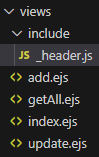 views
include
JS _header.js
<> add.ejs
<> getAll.ejs
<> index.ejs
<> update.ejs